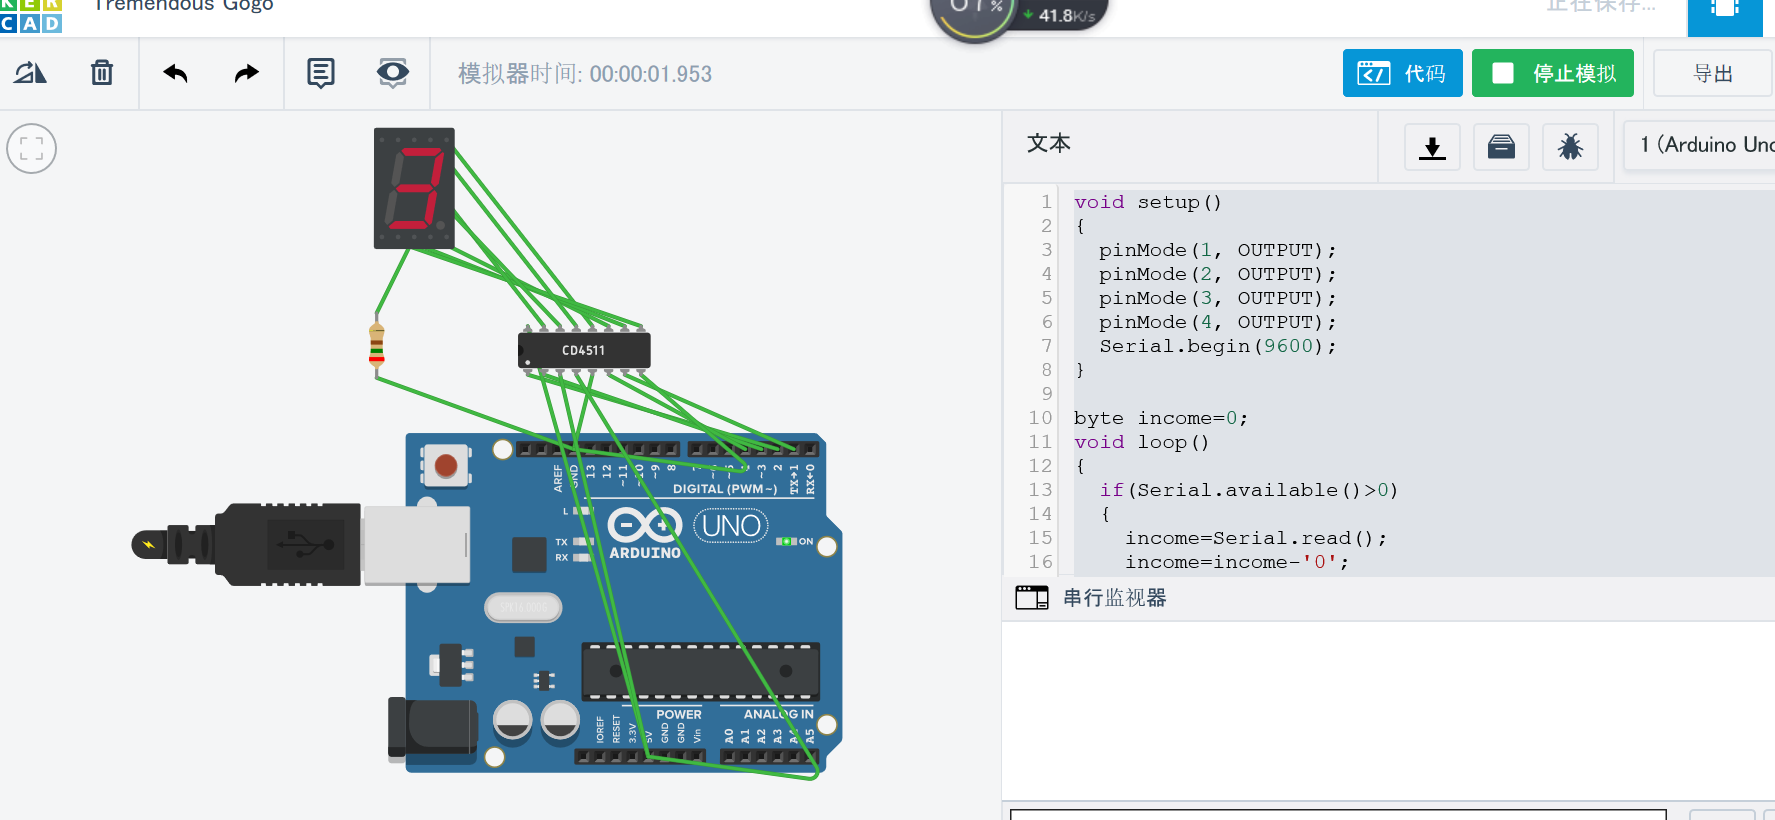 KER
CAD
Tremendous Gogo
%
41.8K/s
正在保存...
模拟器时间: 00:00:01.953
代码
停止模拟
导出
文本
1 (Arduino Uno
CD4511
1 void setup()
2 {
3 pinMode(1, OUTPUT);
4 pinMode(2, OUTPUT);
5 pinMode(3, OUTPUT);
6 pinMode(4, OUTPUT);
7 Serial.begin(9600);
8 }
9
10 byte income=0;
11 void loop()
12 {
13 if(Serial.available()>0)
14 {
15 income=Serial.read();
16 income=income-'0';
串行监视器
AREF
GND
13
12
~11
~10
~9
8
7
~6
~5
4
~3
2
TX→1
RX←0
DIGITAL (PWM~)
L
TX
RX
ARDUINO
UNO
ON
IOREF
RESET
3.3V
5V
GND
GND
Vin
POWER
ANALOG IN
A0
A1
A2
A3
A4
A5